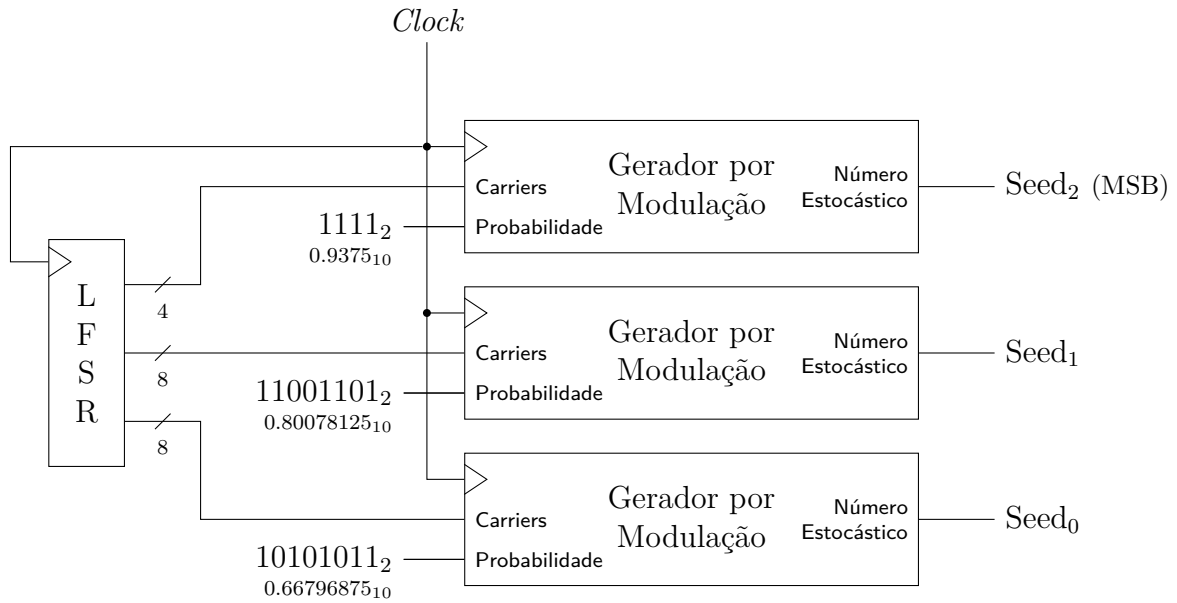 Clock
Gerador por
Modulação
Carriers
Probabilidade
Número
Estocástico
Seed₂ (MSB)
1111₂
0.9375₁₀
L
F
S
R
4
8
8
Gerador por
Modulação
Carriers
Probabilidade
Número
Estocástico
Seed₁
11001101₂
0.80078125₁₀
Gerador por
Modulação
Carriers
Probabilidade
Número
Estocástico
Seed₀
10101011₂
0.66796875₁₀